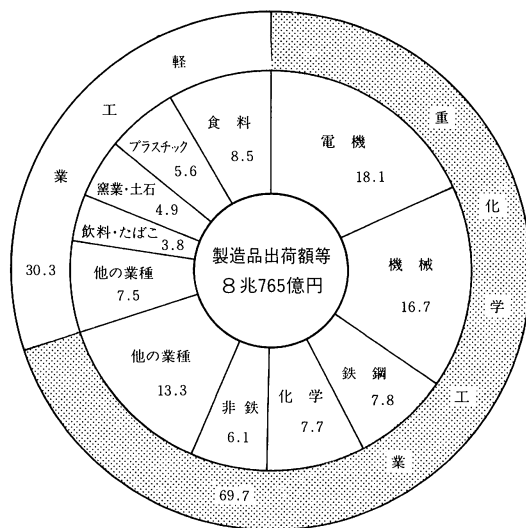 製造品出荷額等
8兆765億円
重化学工業
69.7
電機
18.1
機械
16.7
鉄鋼
7.8
化学
7.7
非鉄
6.1
他の業種
13.3
軽工業
30.3
他の業種
7.5
飲料・たばこ
3.8
窯業・土石
4.9
プラスチック
5.6
食料
8.5